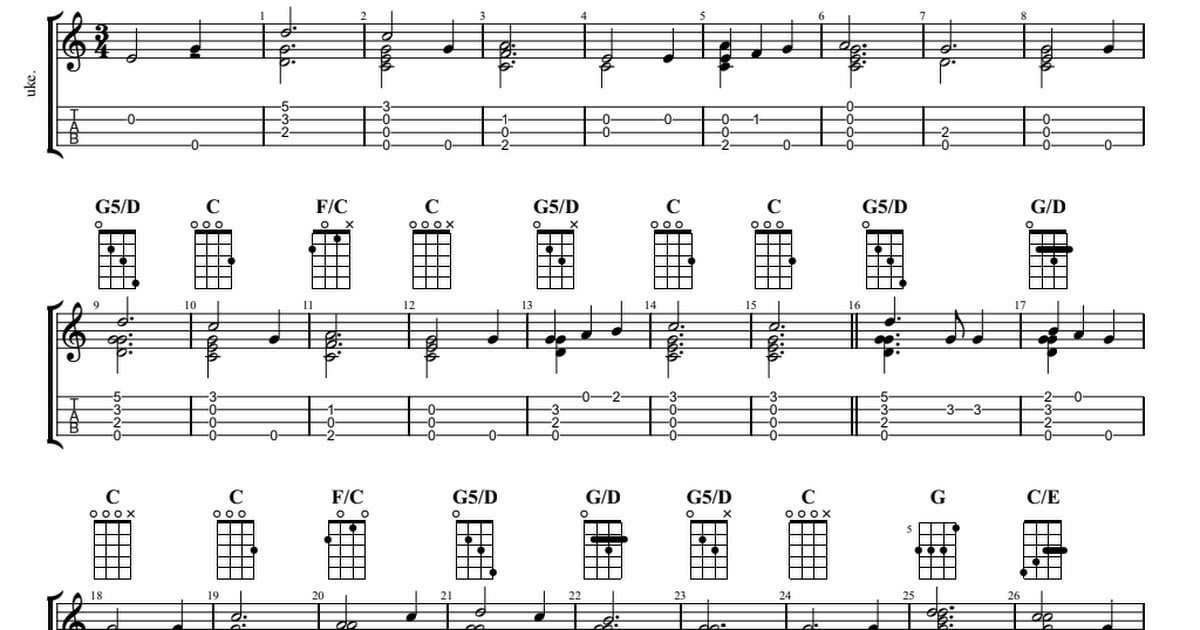 1 2 3 4 5 6 7 8
uke.
3
4
T
A
B
5 3 0
0 3 0 1 0 0 0 1 0 0
2 0 0 0 0 2 0
0 0 0 2 2 0 0 0 0 0
G5/D C F/C C G5/D C C G5/D G/D
9 10 11 12 13 14 15 16 17
T
A
B
5 3 0 2 3 3 5 2 0
3 0 1 0 3 0 0 3 3 3 3
2 0 0 0 2 0 0 2 2
0 0 0 2 0 0 0 0 0 0 0 0
C C F/C G5/D G/D G5/D C G C/E
5
18 19 20 21 22 23 24 25 26